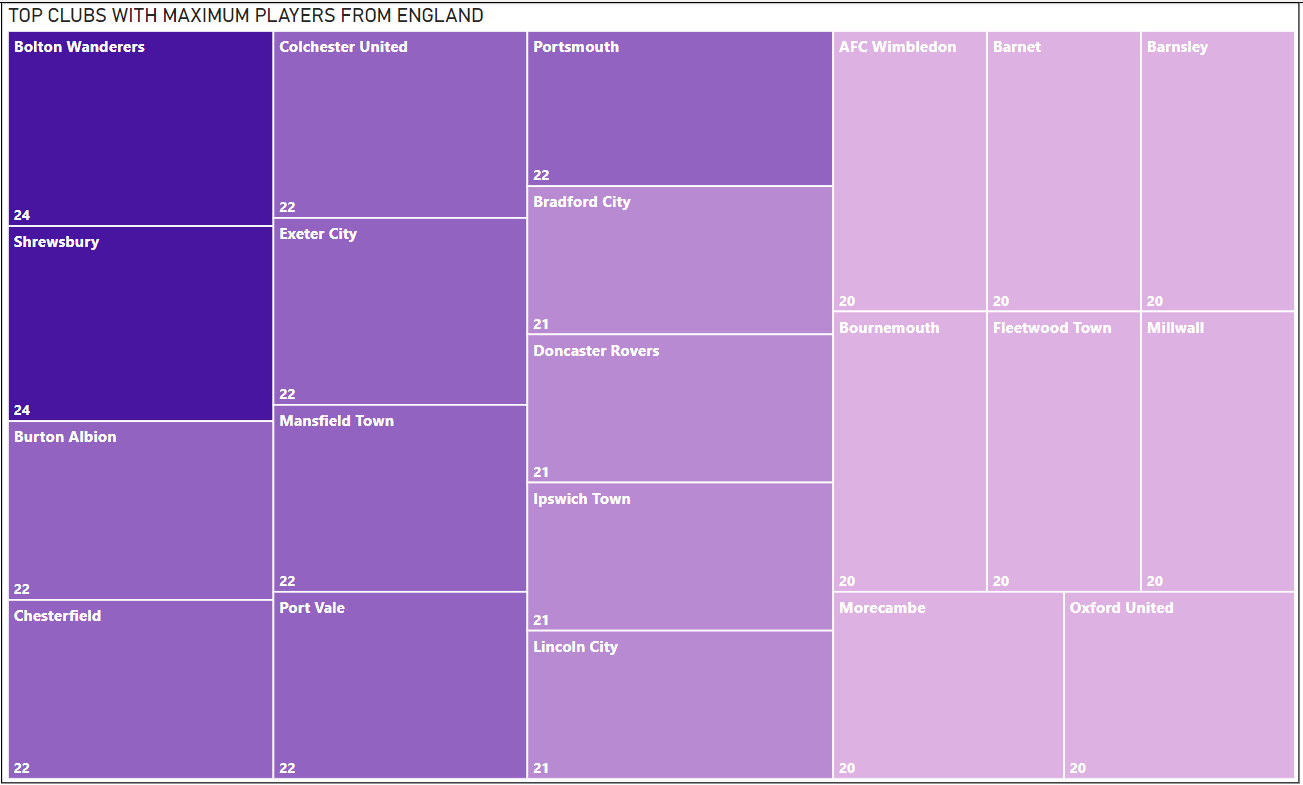 TOP CLUBS WITH MAXIMUM PLAYERS FROM ENGLAND
Bolton Wanderers
24
Shrewsbury
24
Burton Albion
22
Chesterfield
22
Colchester United
22
Exeter City
22
Mansfield Town
22
Port Vale
22
Portsmouth
22
Bradford City
21
Doncaster Rovers
21
Ipswich Town
21
Lincoln City
21
AFC Wimbledon
20
Barnet
20
Barnsley
20
Bournemouth
20
Fleetwood Town
20
Millwall
20
Morecambe
20
Oxford United
20